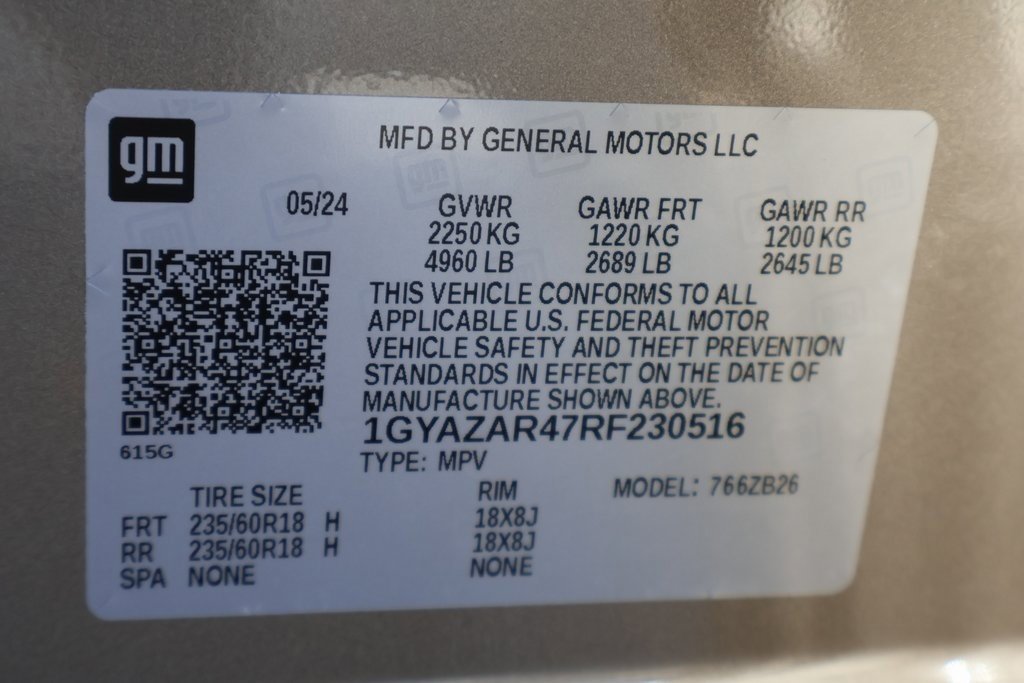 gm
MFD BY GENERAL MOTORS LLC
05/24 GVWR GAWR FRT GAWR RR
2250 KG 1220 KG 1200 KG
4960 LB 2689 LB 2645 LB
THIS VEHICLE CONFORMS TO ALL
APPLICABLE U.S. FEDERAL MOTOR
VEHICLE SAFETY AND THEFT PREVENTION
STANDARDS IN EFFECT ON THE DATE OF
MANUFACTURE SHOWN ABOVE.
1GYAZAR47RF230516
615G
TYPE: MPV
TIRE SIZE RIM MODEL: 766ZB26
FRT 235/60R18 H 18X8J
RR 235/60R18 H 18X8J
SPA NONE NONE